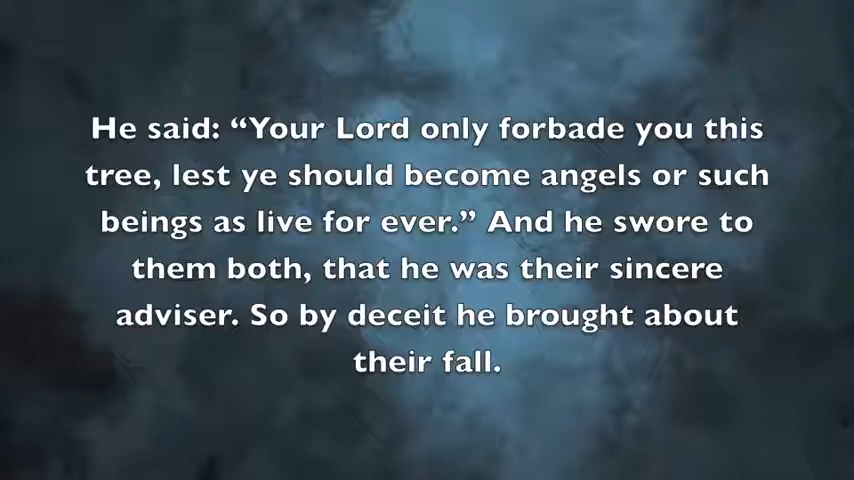 He said: “Your Lord only forbade you this
tree, lest ye should become angels or such
beings as live for ever.” And he swore to
them both, that he was their sincere
adviser. So by deceit he brought about
their fall.